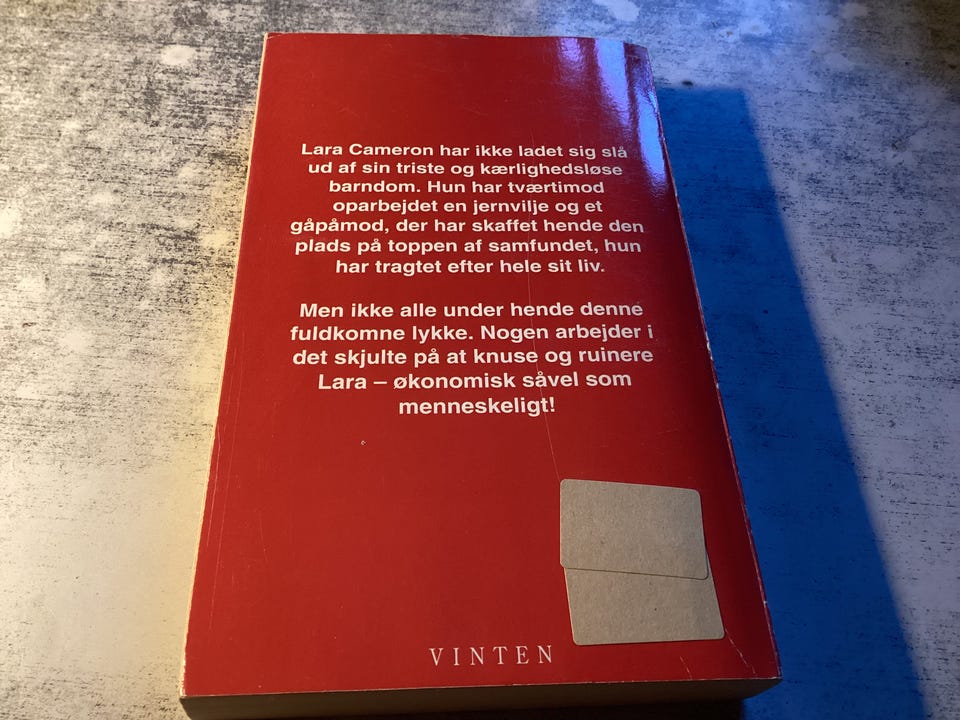 Lara Cameron har ikke ladet sig slå
ud af sin triste og kærlighedsløse
barndom. Hun har tværtimod
oparbejdet en jernvilje og et
gåpåmod, der har skaffet hende den
plads på toppen af samfundet, hun
har tragtet efter hele sit liv.
Men ikke alle under hende denne
fuldkomne lykke. Nogen arbejder i
det skjulte på at knuse og ruinere
Lara – økonomisk såvel som
menneskeligt!
VINTEN